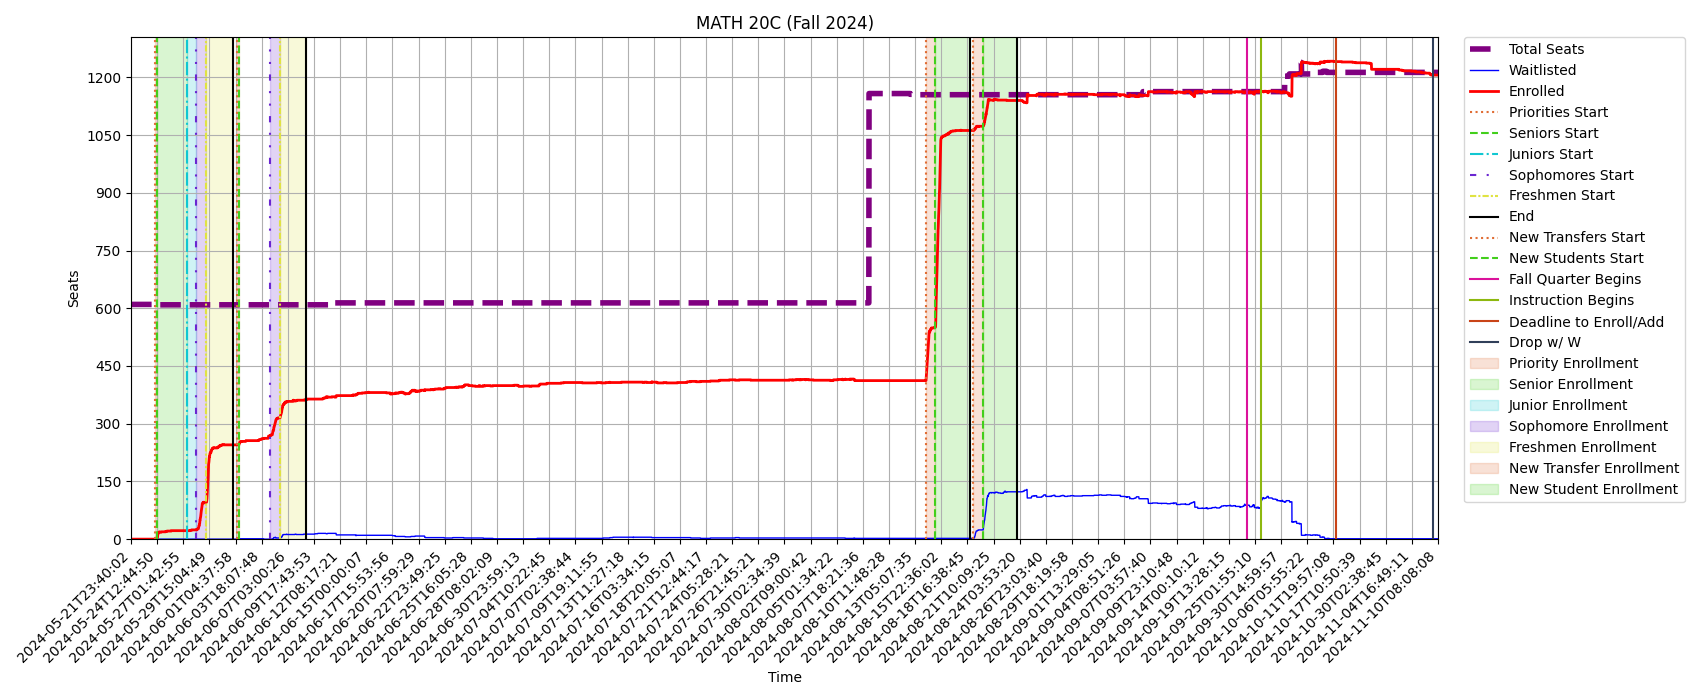 MATH 20C (Fall 2024)
Seats
1200
1050
900
750
600
450
300
150
0
2024-05-21T23:40:02
2024-05-24T12:44:50
2024-05-27T01:42:55
2024-05-29T15:04:49
2024-06-01T04:37:58
2024-06-03T18:07:48
2024-06-07T03:00:26
2024-06-09T17:43:53
2024-06-12T08:17:21
2024-06-15T00:00:07
2024-06-17T15:53:56
2024-06-20T07:59:29
2024-06-22T23:49:25
2024-06-25T16:05:28
2024-06-28T08:02:09
2024-06-30T23:59:13
2024-07-04T10:22:45
2024-07-07T02:38:44
2024-07-09T19:11:55
2024-07-13T11:27:18
2024-07-16T03:34:15
2024-07-18T20:05:07
2024-07-21T12:44:17
2024-07-24T05:28:21
2024-07-26T21:45:21
2024-07-30T02:34:39
2024-08-02T09:00:42
2024-08-05T01:34:22
2024-08-07T18:21:36
2024-08-10T11:48:28
2024-08-13T05:07:35
2024-08-15T22:36:02
2024-08-18T16:38:45
2024-08-21T10:09:25
2024-08-24T03:53:20
2024-08-26T23:03:40
2024-08-29T18:19:58
2024-09-01T13:29:05
2024-09-04T08:51:26
2024-09-07T03:57:40
2024-09-09T23:10:48
2024-09-14T00:10:12
2024-09-19T13:28:15
2024-09-25T01:55:10
2024-09-30T14:59:57
2024-10-06T05:55:22
2024-10-11T19:57:08
2024-10-17T10:50:39
2024-10-30T02:38:45
2024-11-04T16:49:11
2024-11-10T08:08:08
Time
Total Seats
Waitlisted
Enrolled
Priorities Start
Seniors Start
Juniors Start
Sophomores Start
Freshmen Start
End
New Transfers Start
New Students Start
Fall Quarter Begins
Instruction Begins
Deadline to Enroll/Add
Drop w/ W
Priority Enrollment
Senior Enrollment
Junior Enrollment
Sophomore Enrollment
Freshmen Enrollment
New Transfer Enrollment
New Student Enrollment